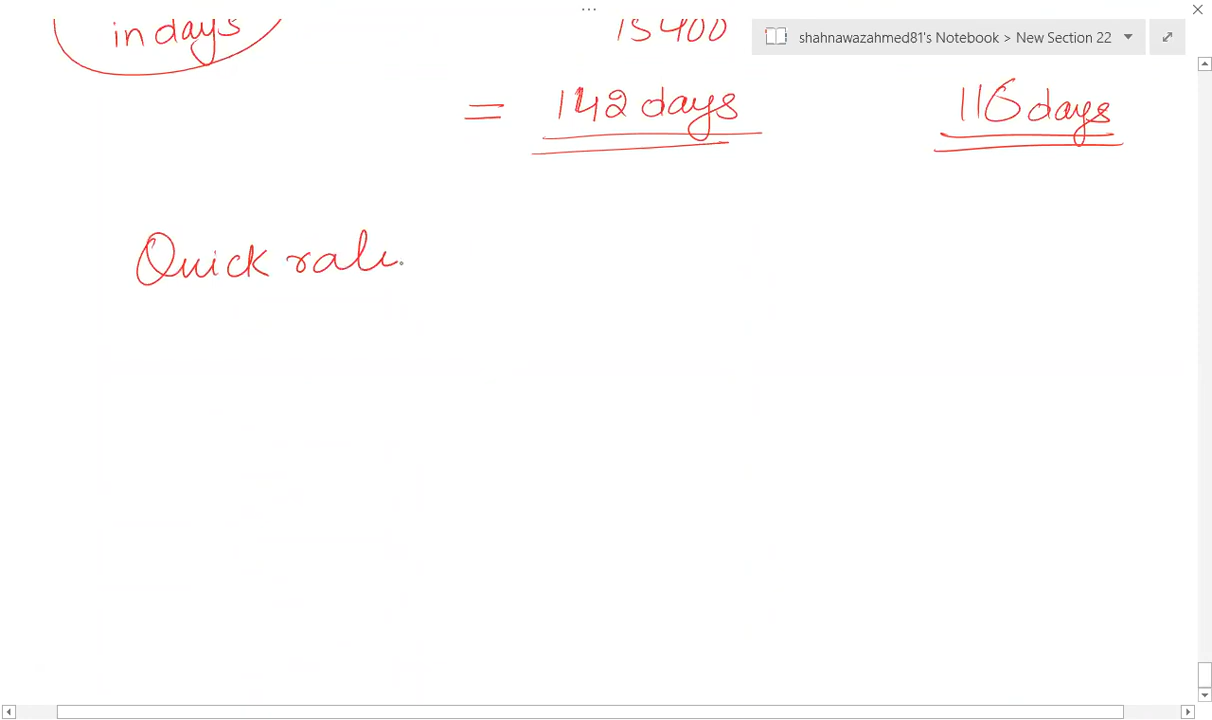 in days 15400
shahnawazahmed81's Notebook > New Section 22
= 142 days 116 days
Quick rati